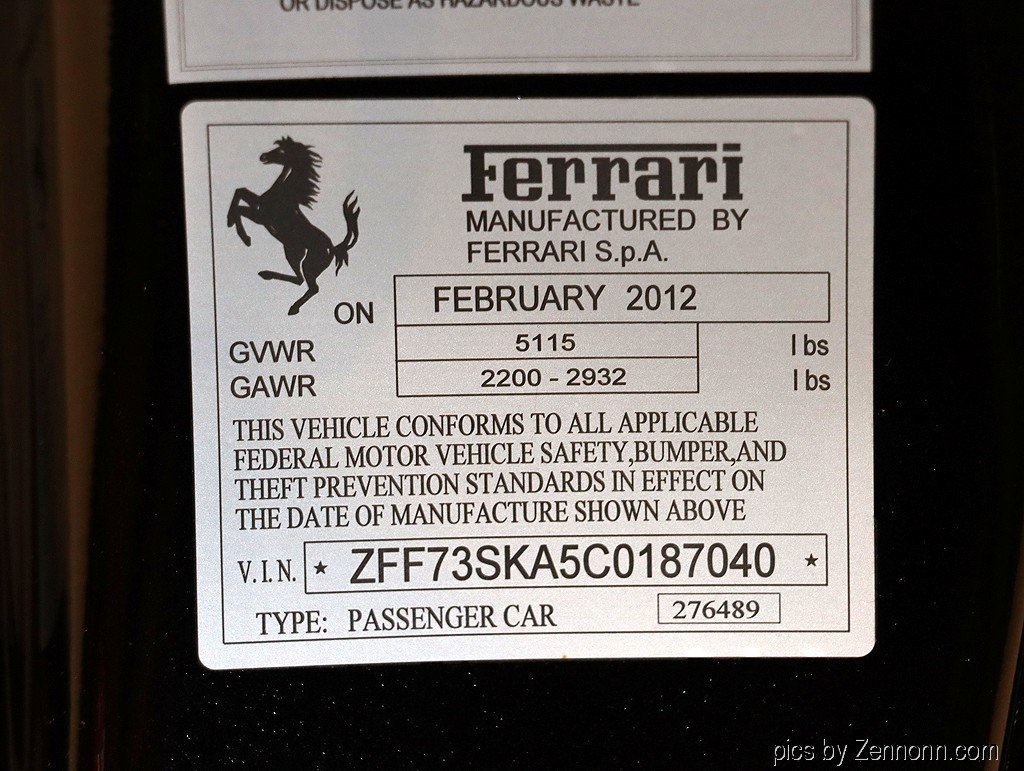 OR DISPOSE AS HAZARDOUS WASTE
Ferrari
MANUFACTURED BY
FERRARI S.p.A.
ON FEBRUARY 2012
GVWR 5115 lbs
GAWR 2200 - 2932 lbs
THIS VEHICLE CONFORMS TO ALL APPLICABLE
FEDERAL MOTOR VEHICLE SAFETY,BUMPER,AND
THEFT PREVENTION STANDARDS IN EFFECT ON
THE DATE OF MANUFACTURE SHOWN ABOVE
V.I.N. ★ ZFF73SKA5C0187040 ★
TYPE: PASSENGER CAR 276489
pics by Zennonn.com